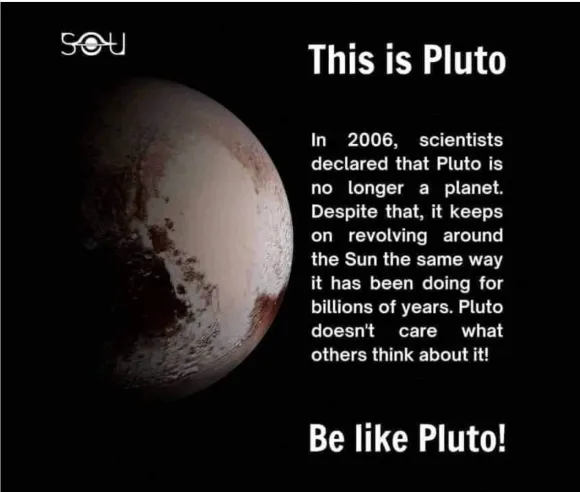 SOU
This is Pluto
In 2006, scientists
declared that Pluto is
no longer a planet.
Despite that, it keeps
on revolving around
the Sun the same way
it has been doing for
billions of years. Pluto
doesn't care what
others think about it!
Be like Pluto!